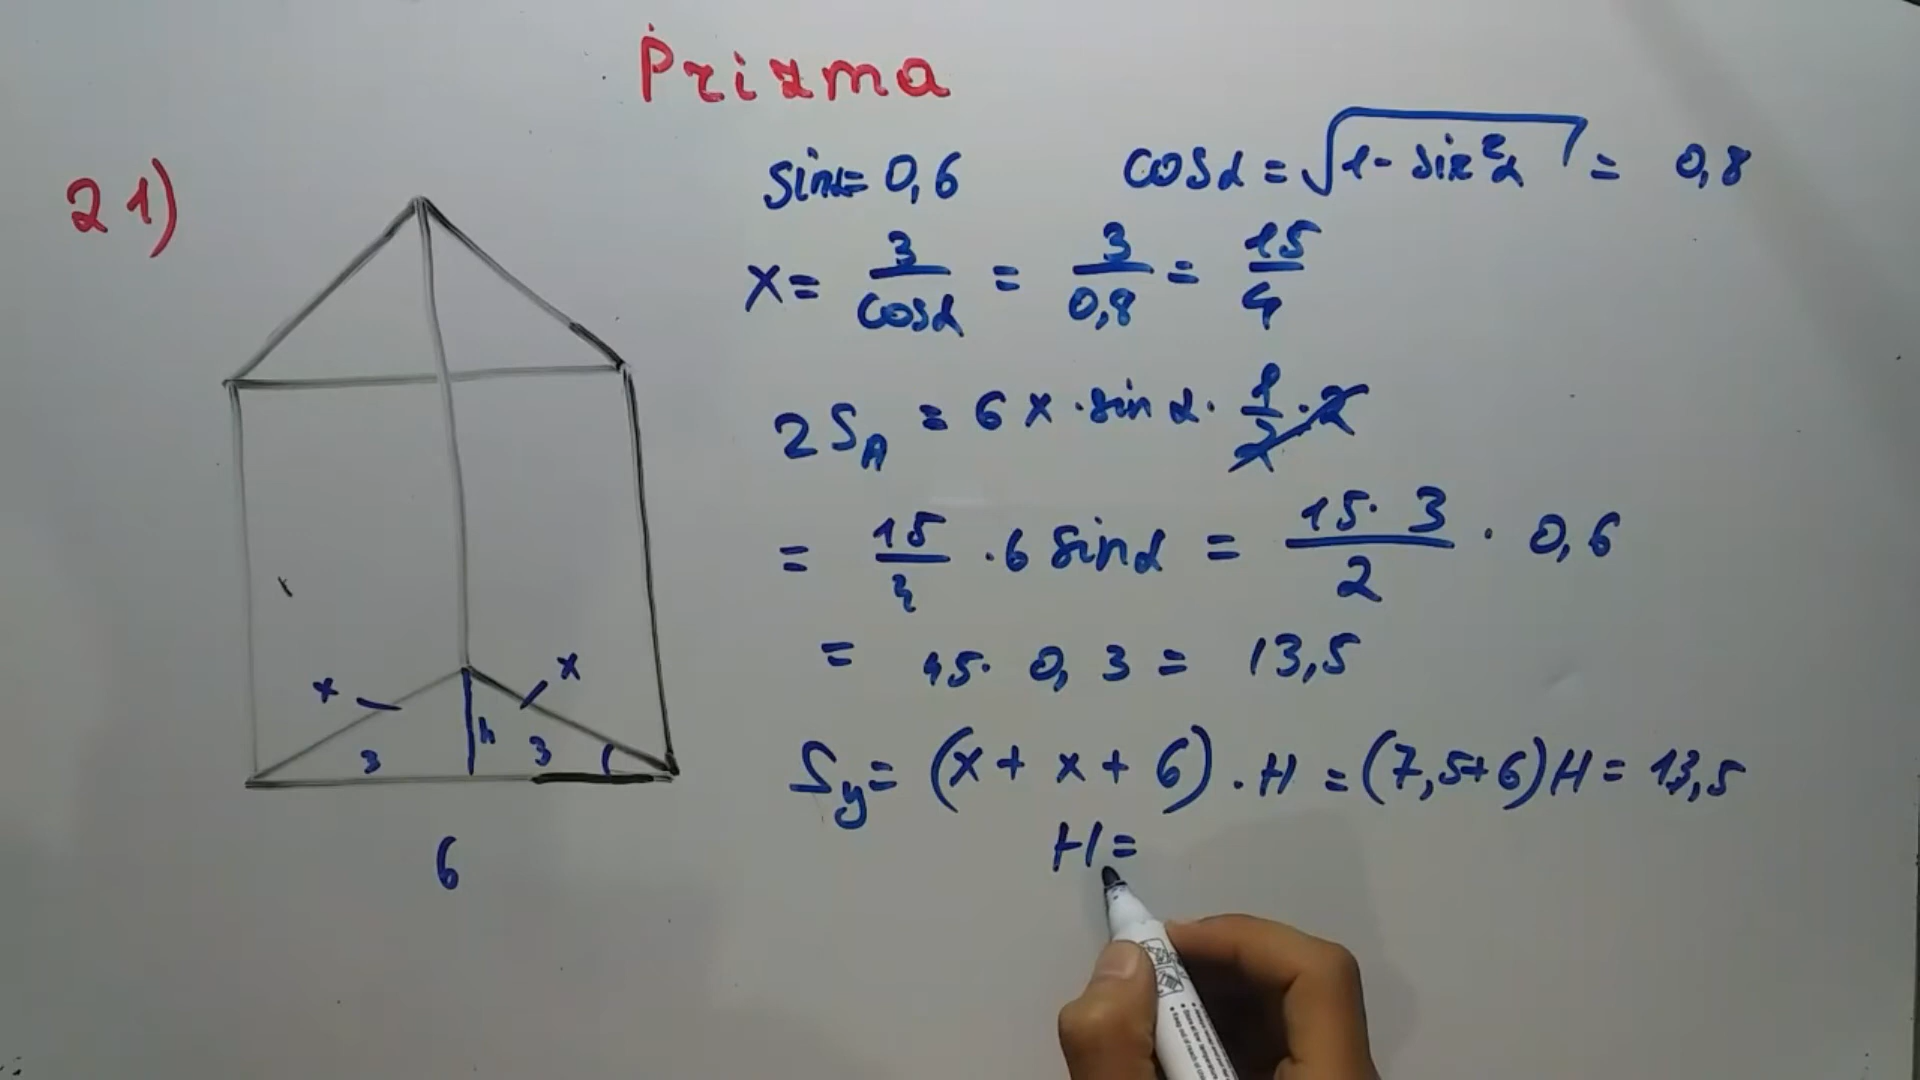 Prizma
21)
sinα = 0,6 cosα = √(1 - sin²α) = 0,8
x = 3/cosα = 3/0,8 = 15/4
2S_A = 6x · sinα · 1/2 · 2
= 15/4 · 6 sinα = 15·3/2 · 0,6
= 45 · 0,3 = 13,5
x x
3 h 3
S_y = (x + x + 6) · H = (7,5+6)H = 13,5
6
H =